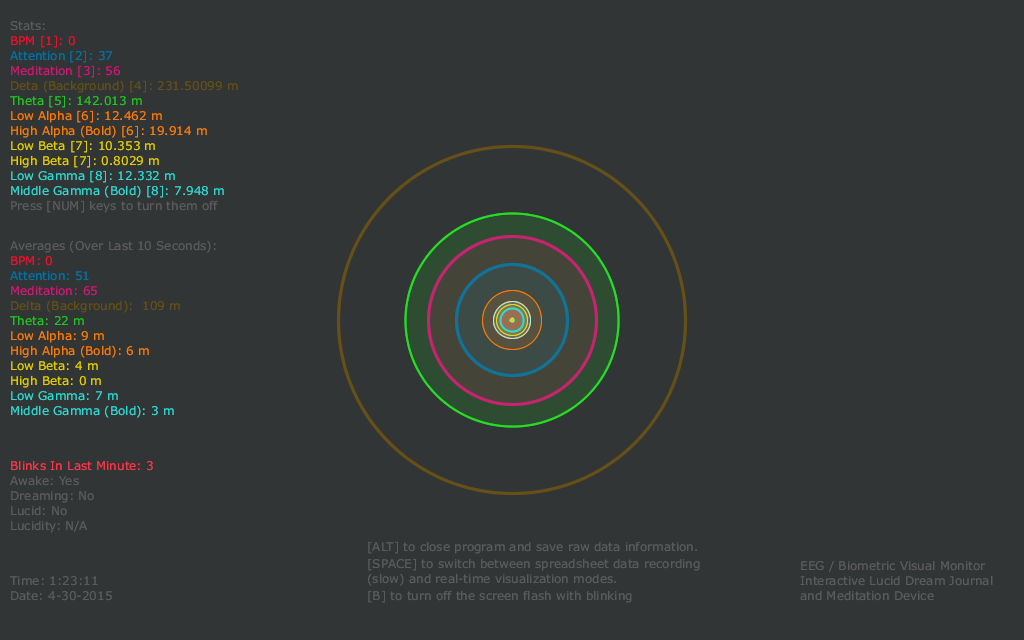 Stats:
BPM [1]: 0
Attention [2]: 37
Meditation [3]: 56
Deta (Background) [4]: 231.50099 m
Theta [5]: 142.013 m
Low Alpha [6]: 12.462 m
High Alpha (Bold) [6]: 19.914 m
Low Beta [7]: 10.353 m
High Beta [7]: 0.8029 m
Low Gamma [8]: 12.332 m
Middle Gamma (Bold) [8]: 7.948 m
Press [NUM] keys to turn them off
Averages (Over Last 10 Seconds):
BPM: 0
Attention: 51
Meditation: 65
Delta (Background):  109 m
Theta: 22 m
Low Alpha: 9 m
High Alpha (Bold): 6 m
Low Beta: 4 m
High Beta: 0 m
Low Gamma: 7 m
Middle Gamma (Bold): 3 m
Blinks In Last Minute: 3
Awake: Yes
Dreaming: No
Lucid: No
Lucidity: N/A
Time: 1:23:11
Date: 4-30-2015
[ALT] to close program and save raw data information.
[SPACE] to switch between spreadsheet data recording
(slow) and real-time visualization modes.
[B] to turn off the screen flash with blinking
EEG / Biometric Visual Monitor
Interactive Lucid Dream Journal
and Meditation Device